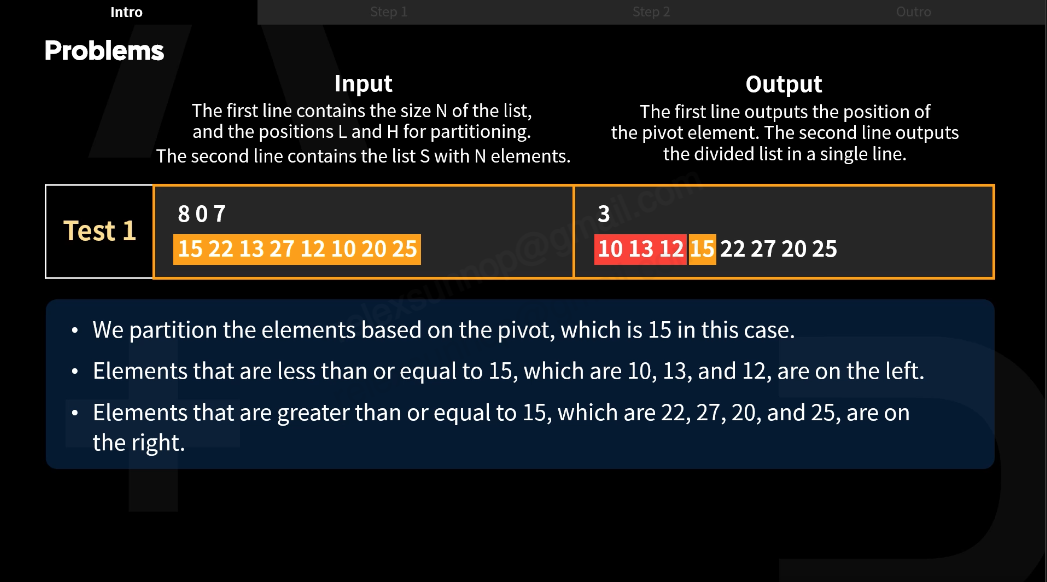 Intro
Step 1
Step 2
Outro
Problems
Input
The first line contains the size N of the list,
and the positions L and H for partitioning.
The second line contains the list S with N elements.
Output
The first line outputs the position of
the pivot element. The second line outputs
the divided list in a single line.
Test 1
8 0 7
15 22 13 27 12 10 20 25
3
10 13 12 15 22 27 20 25
• We partition the elements based on the pivot, which is 15 in this case.
• Elements that are less than or equal to 15, which are 10, 13, and 12, are on the left.
• Elements that are greater than or equal to 15, which are 22, 27, 20, and 25, are on
the right.